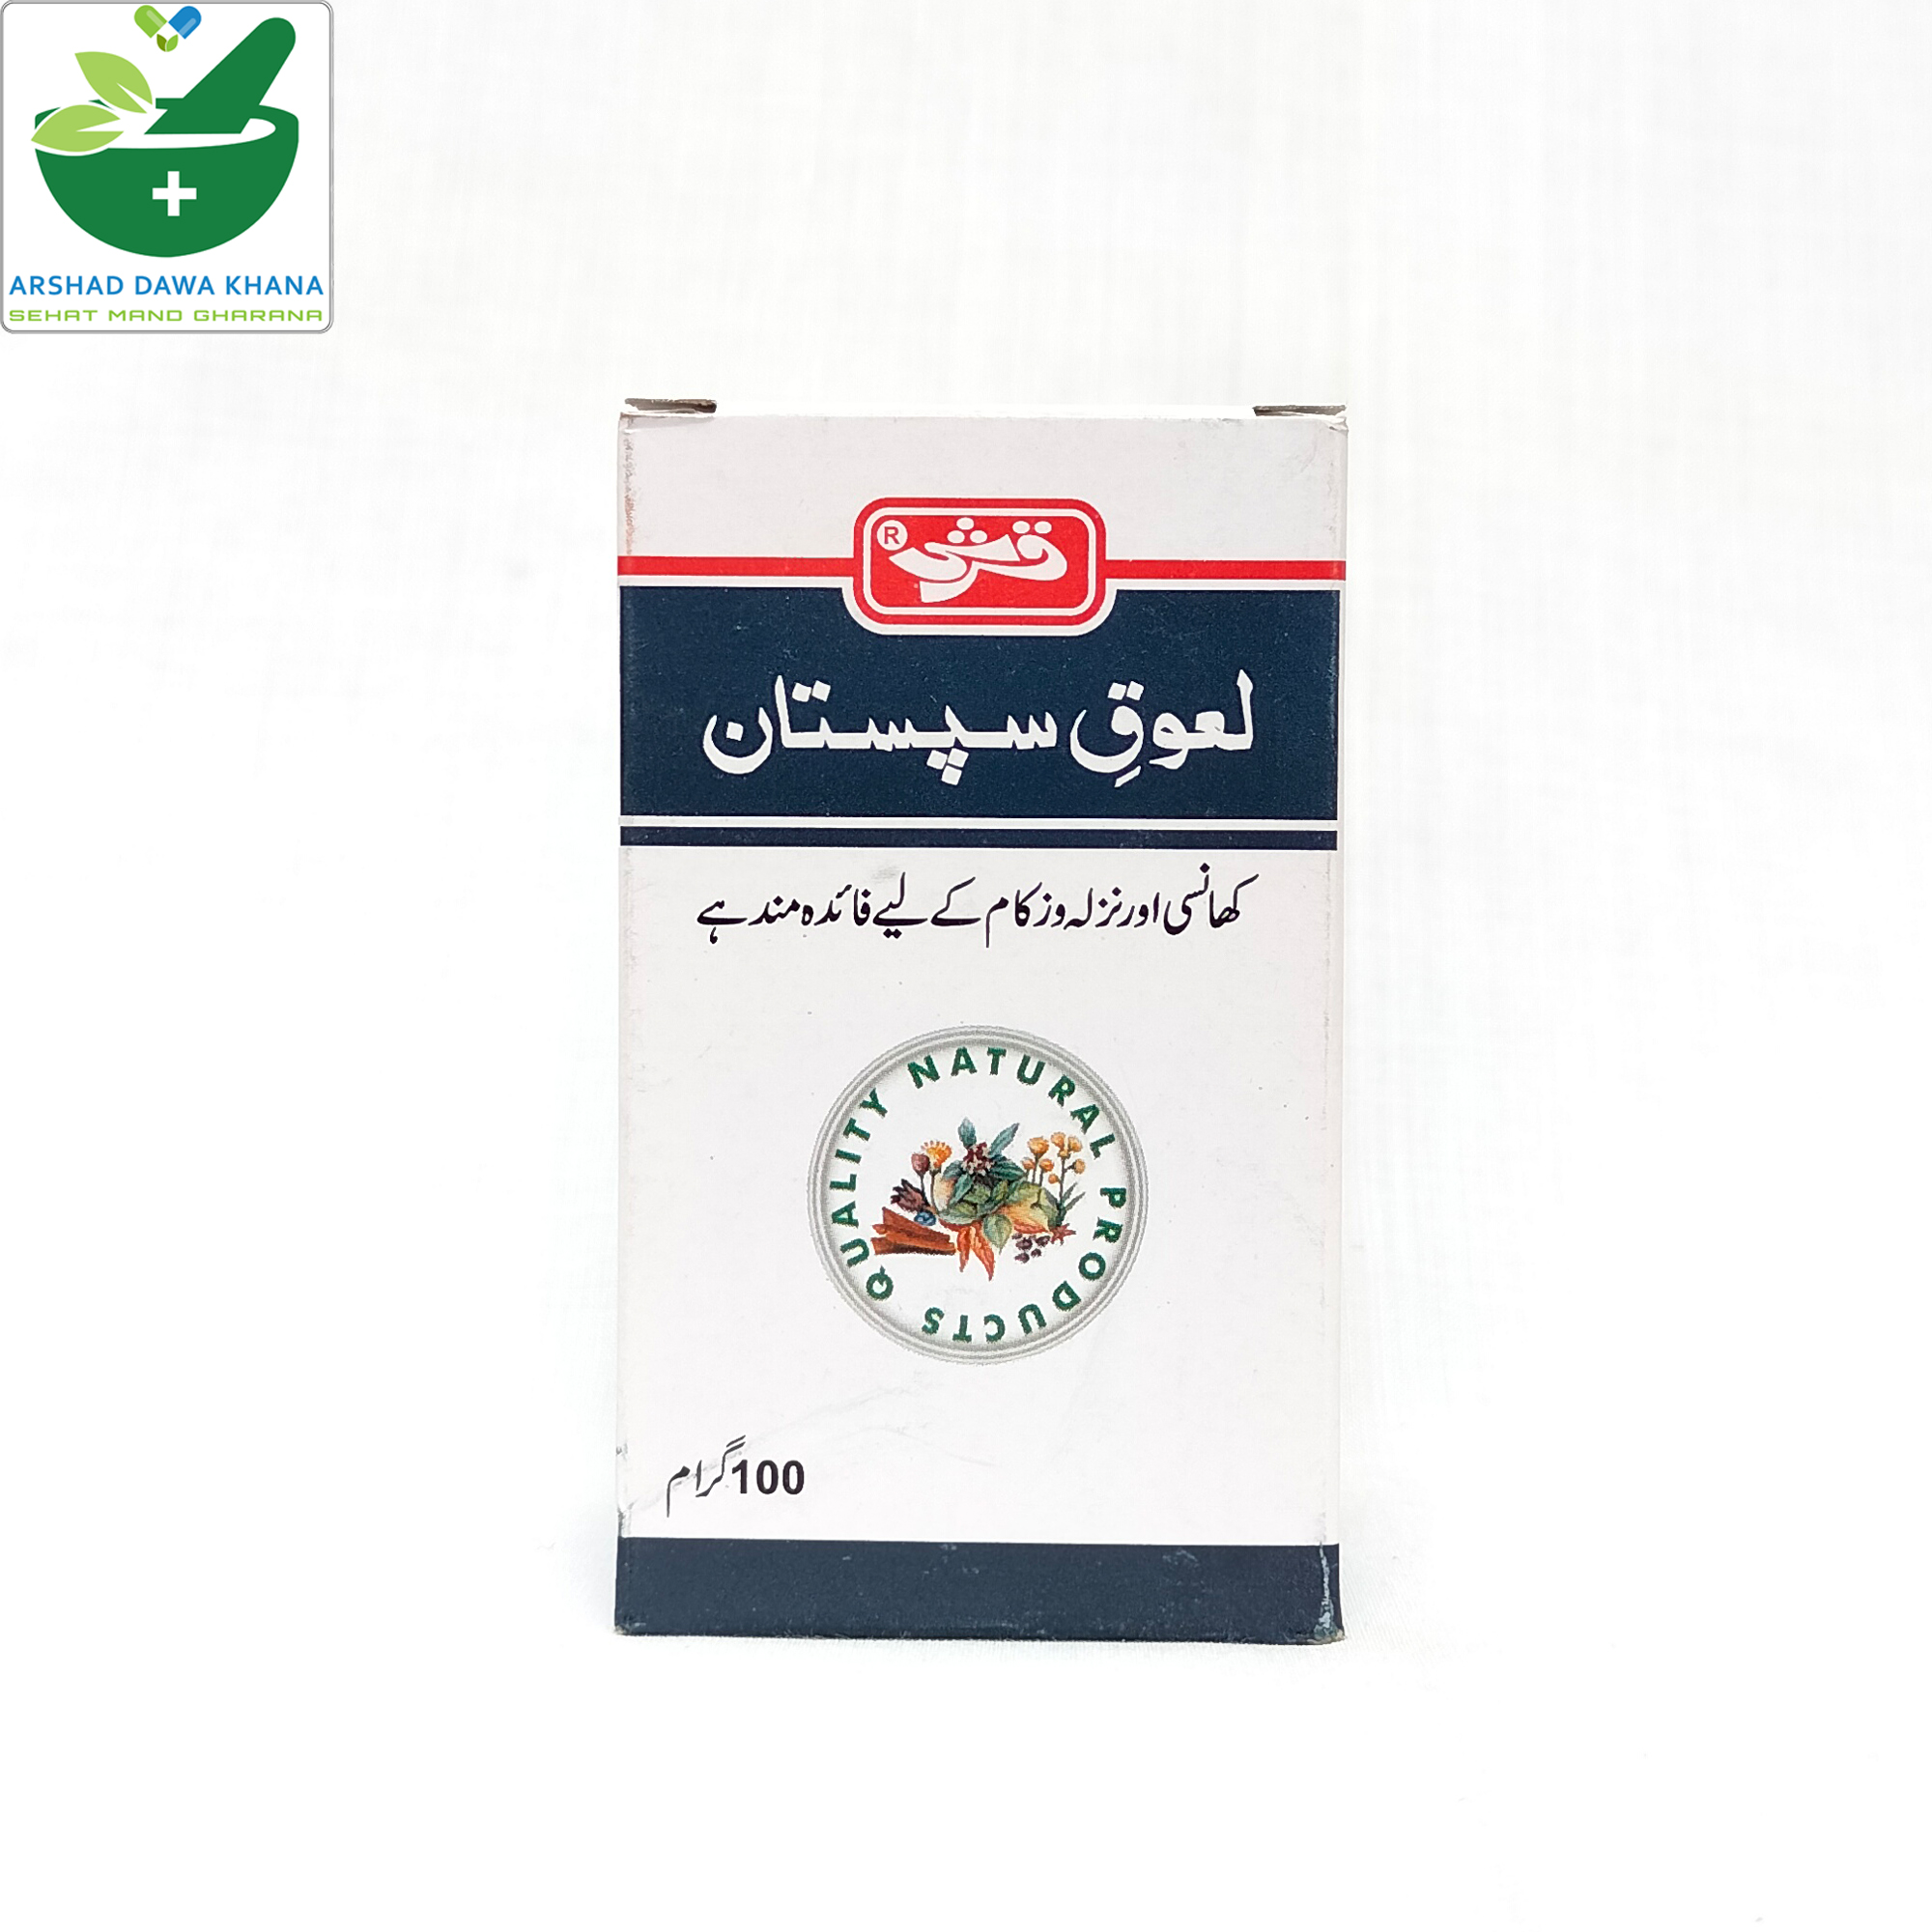 ARSHAD DAWA KHANA
SEHAT MAND GHARANA
قرشی ®
لعوقِ سپستان
کھانسی اور نزلہ و زکام کے لیے فائدہ مند ہے
QUALITY NATURAL PRODUCTS
100 گرام